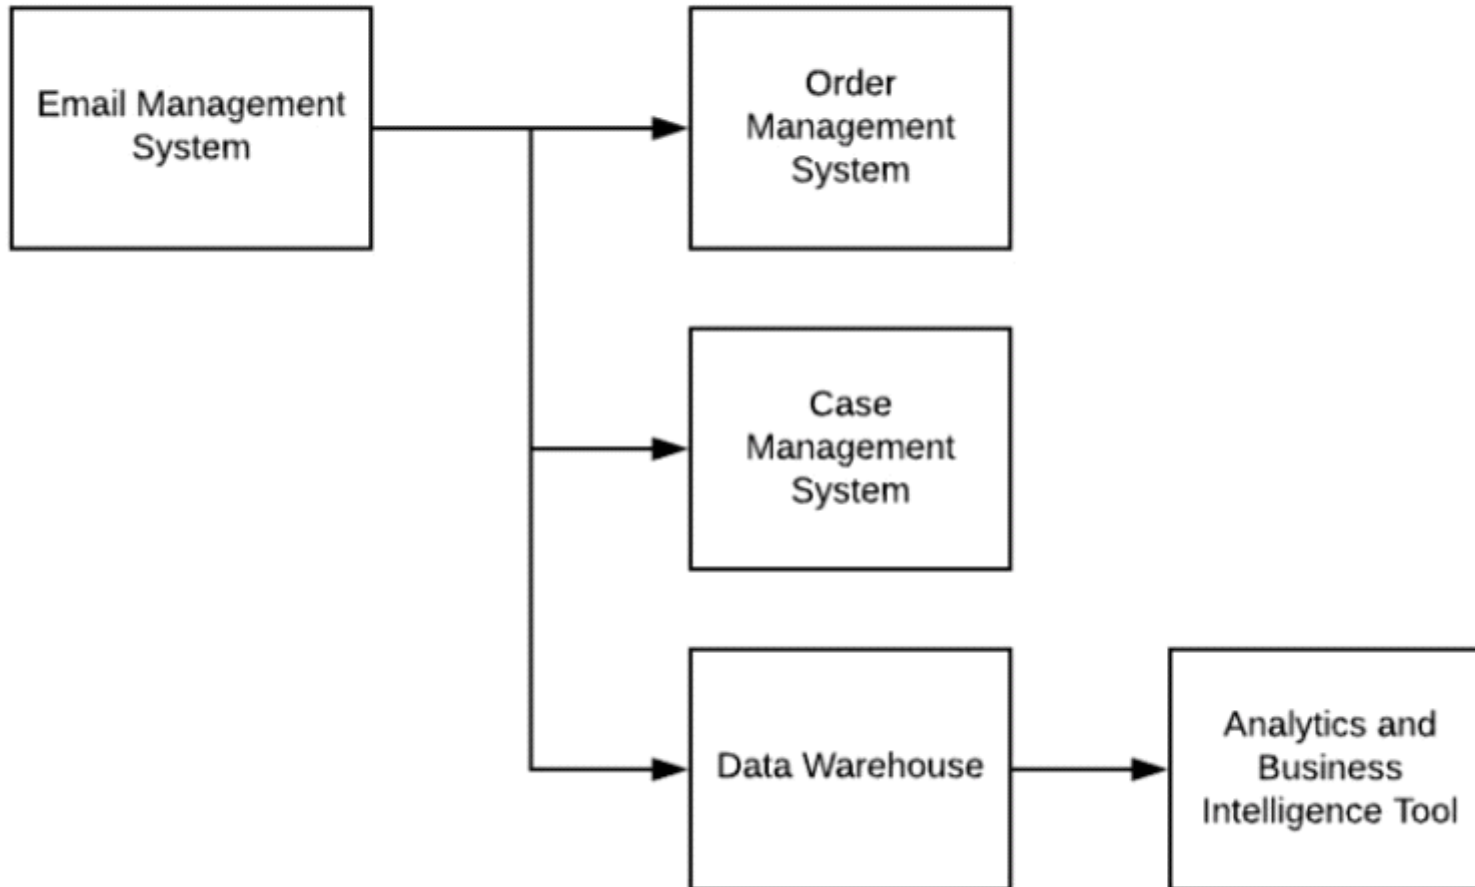 Email Management
System
Order
Management
System
Case
Management
System
Data Warehouse
Analytics and
Business
Intelligence Tool